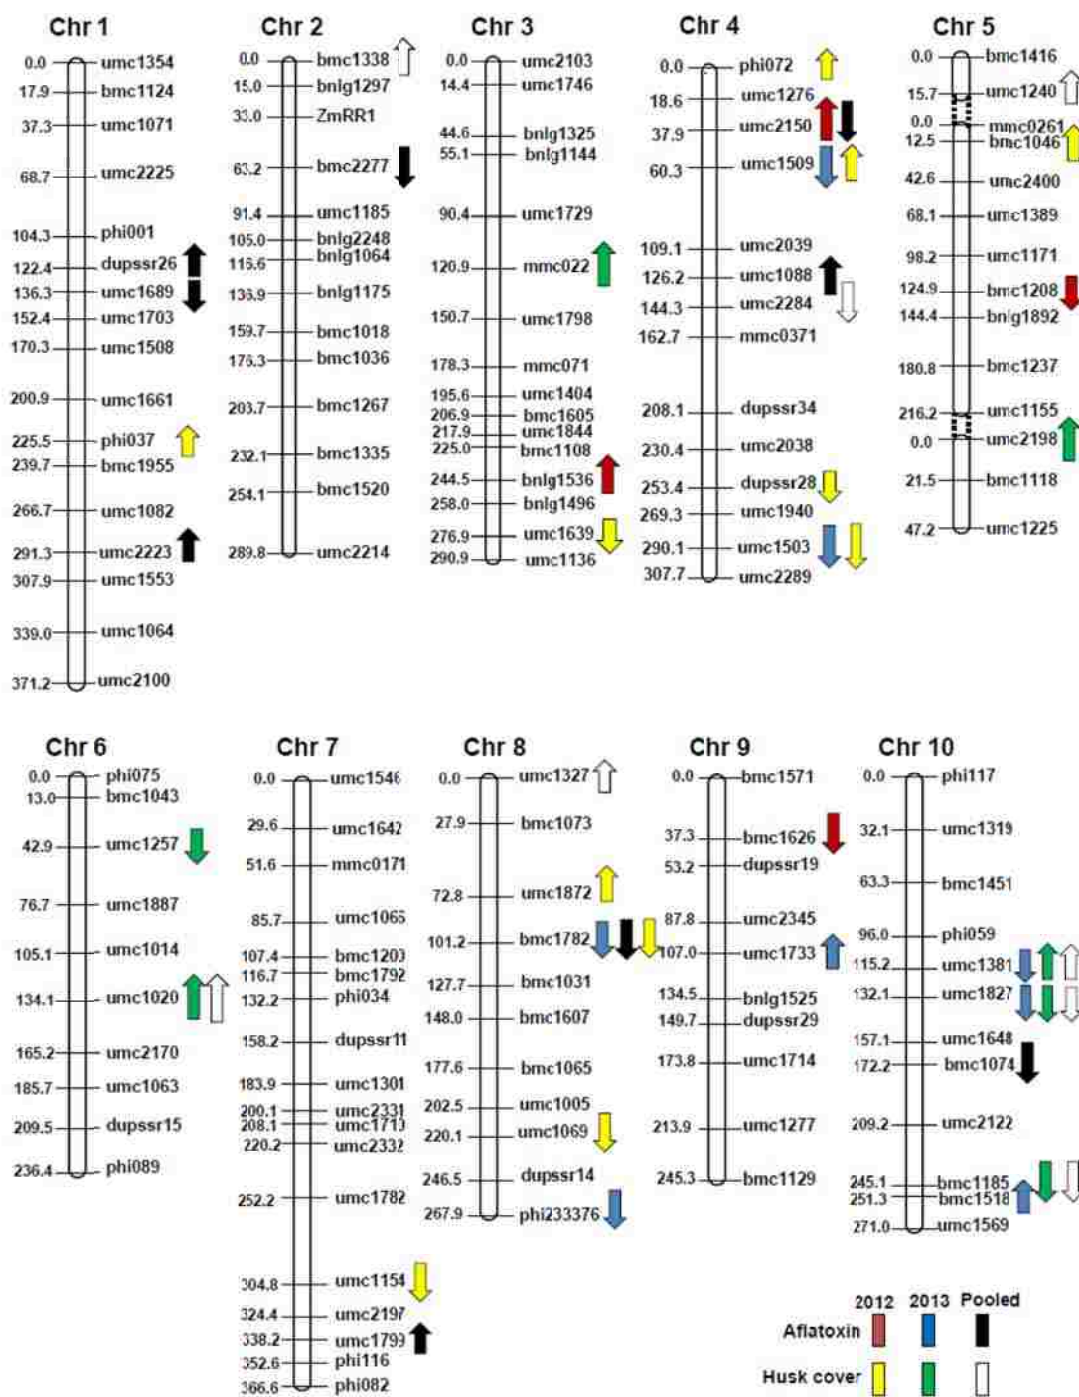 Chr 1
0.0 umc1354
17.9 bmc1124
37.3 umc1071
68.7 umc2225
104.3 phi001
122.4 dupssr26
136.3 umc1689
152.4 umc1703
170.3 umc1508
200.9 umc1661
225.5 phi037
239.7 bmc1955
266.7 umc1082
291.3 umc2223
307.9 umc1553
339.0 umc1064
371.2 umc2100
Chr 2
0.0 bmc1338
15.0 bnlg1297
33.0 ZmRR1
63.2 bmc2277
91.4 umc1185
105.0 bnlg2248
115.6 bnlg1064
135.9 bnlg1175
159.7 bmc1018
175.3 bmc1036
203.7 bmc1267
232.1 bmc1335
254.1 bmc1520
289.8 umc2214
Chr 3
0.0 umc2103
14.4 umc1746
44.6 bnlg1325
55.1 bnlg1144
90.4 umc1729
120.9 mmc022
150.7 umc1798
178.3 mmc071
195.6 umc1404
206.9 bmc1605
217.9 umc1844
225.0 bmc1108
244.5 bnlg1536
258.0 bnlg1496
276.9 umc1639
290.9 umc1136
Chr 4
0.0 phi072
18.6 umc1276
37.9 umc2150
60.3 umc1509
109.1 umc2039
126.2 umc1088
144.3 umc2284
162.7 mmc0371
208.1 dupssr34
230.4 umc2038
253.4 dupssr28
269.3 umc1940
290.1 umc1503
307.7 umc2289
Chr 5
0.0 bmc1416
15.7 umc1240
0.0 mmc0261
12.5 bmc1046
42.6 umc2400
68.1 umc1389
98.2 umc1171
124.9 bmc1208
144.4 bnlg1892
180.8 bmc1237
216.2 umc1155
0.0 umc2198
21.5 bmc1118
47.2 umc1225
Chr 6
0.0 phi075
13.0 bmc1043
42.9 umc1257
76.7 umc1887
105.1 umc1014
134.1 umc1020
165.2 umc2170
185.7 umc1063
209.5 dupssr15
236.4 phi089
Chr 7
0.0 umc1546
29.6 umc1642
51.6 mmc0171
85.7 umc1065
107.4 bmc1203
116.7 bmc1792
132.2 phi034
158.2 dupssr11
183.9 umc1301
200.1 umc2331
208.1 umc1713
220.2 umc2332
252.2 umc1782
304.8 umc1154
324.4 umc2197
338.2 umc1799
352.6 phi116
366.6 phi082
Chr 8
0.0 umc1327
27.9 bmc1073
72.8 umc1872
101.2 bmc1782
127.7 bmc1031
148.0 bmc1607
177.6 bmc1065
202.5 umc1005
220.1 umc1069
246.5 dupssr14
267.9 phi233376
Chr 9
0.0 bmc1571
37.3 bmc1626
53.2 dupssr19
87.8 umc2345
107.0 umc1733
134.5 bnlg1525
149.7 dupssr29
173.8 umc1714
213.9 umc1277
245.3 bmc1129
Chr 10
0.0 phi117
32.1 umc1319
63.3 bmc1451
96.0 phi059
115.2 umc1381
132.1 umc1827
157.1 umc1648
172.2 bmc1074
209.2 umc2122
245.1 bmc1185
251.3 bmc1518
271.0 umc1569
2012 2013 Pooled
Aflatoxin
Husk cover